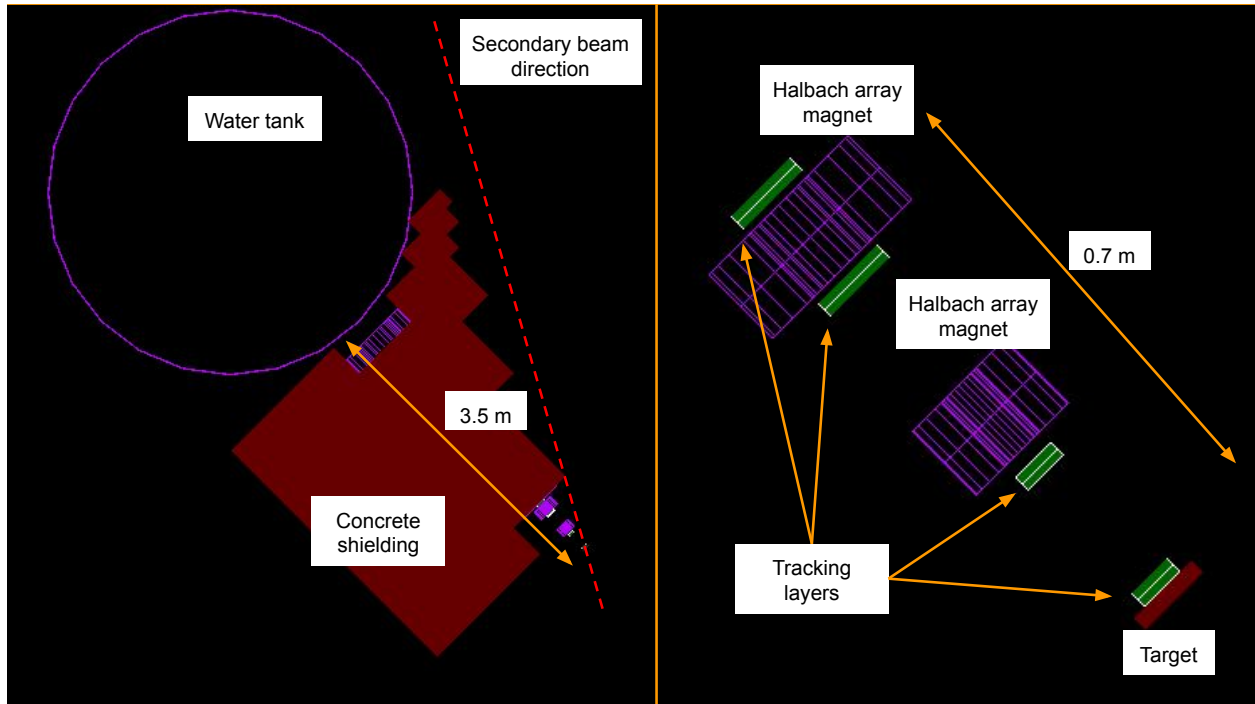 Water tank
Secondary beam
direction
3.5 m
Concrete
shielding
Halbach array
magnet
0.7 m
Halbach array
magnet
Tracking
layers
Target